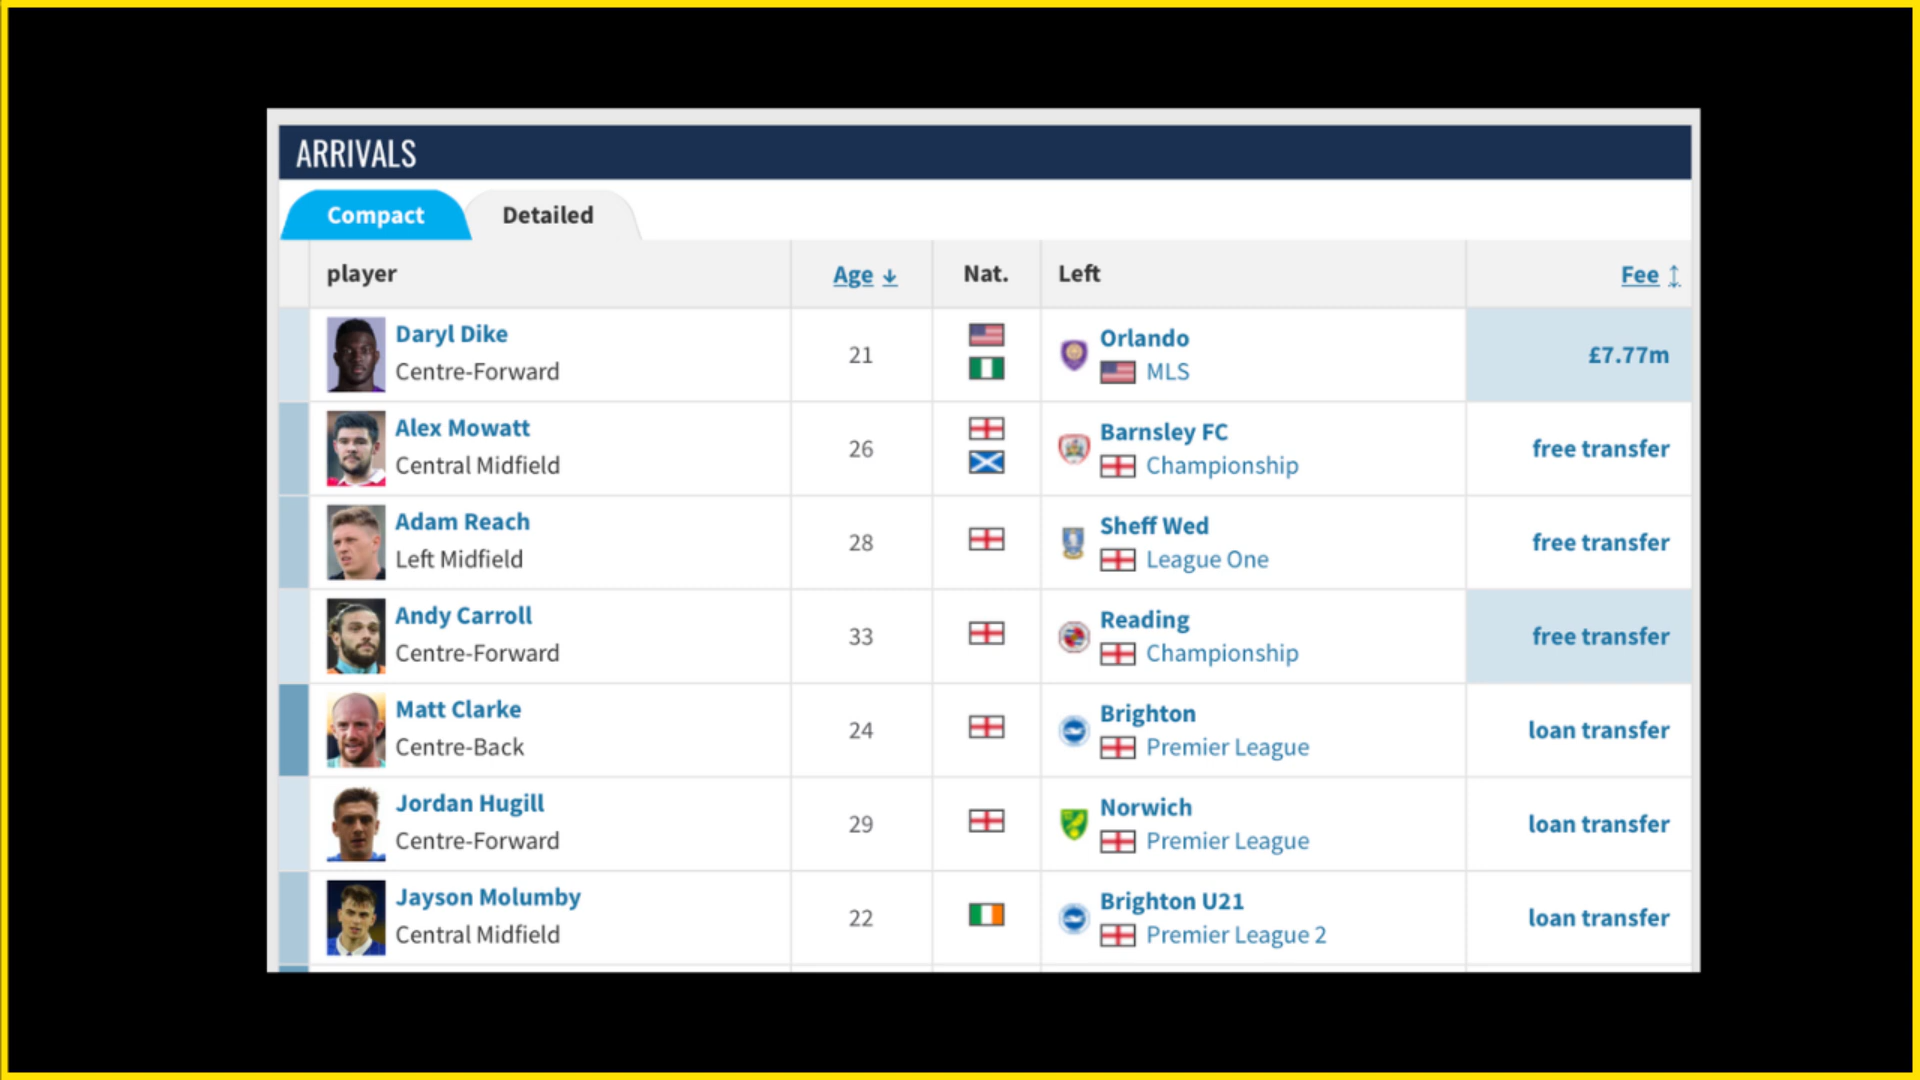 ARRIVALS
Compact Detailed
player Age ↓ Nat. Left Fee ↕
Daryl Dike
Centre-Forward
21
Orlando
MLS
£7.77m
Alex Mowatt
Central Midfield
26
Barnsley FC
Championship
free transfer
Adam Reach
Left Midfield
28
Sheff Wed
League One
free transfer
Andy Carroll
Centre-Forward
33
Reading
Championship
free transfer
Matt Clarke
Centre-Back
24
Brighton
Premier League
loan transfer
Jordan Hugill
Centre-Forward
29
Norwich
Premier League
loan transfer
Jayson Molumby
Central Midfield
22
Brighton U21
Premier League 2
loan transfer